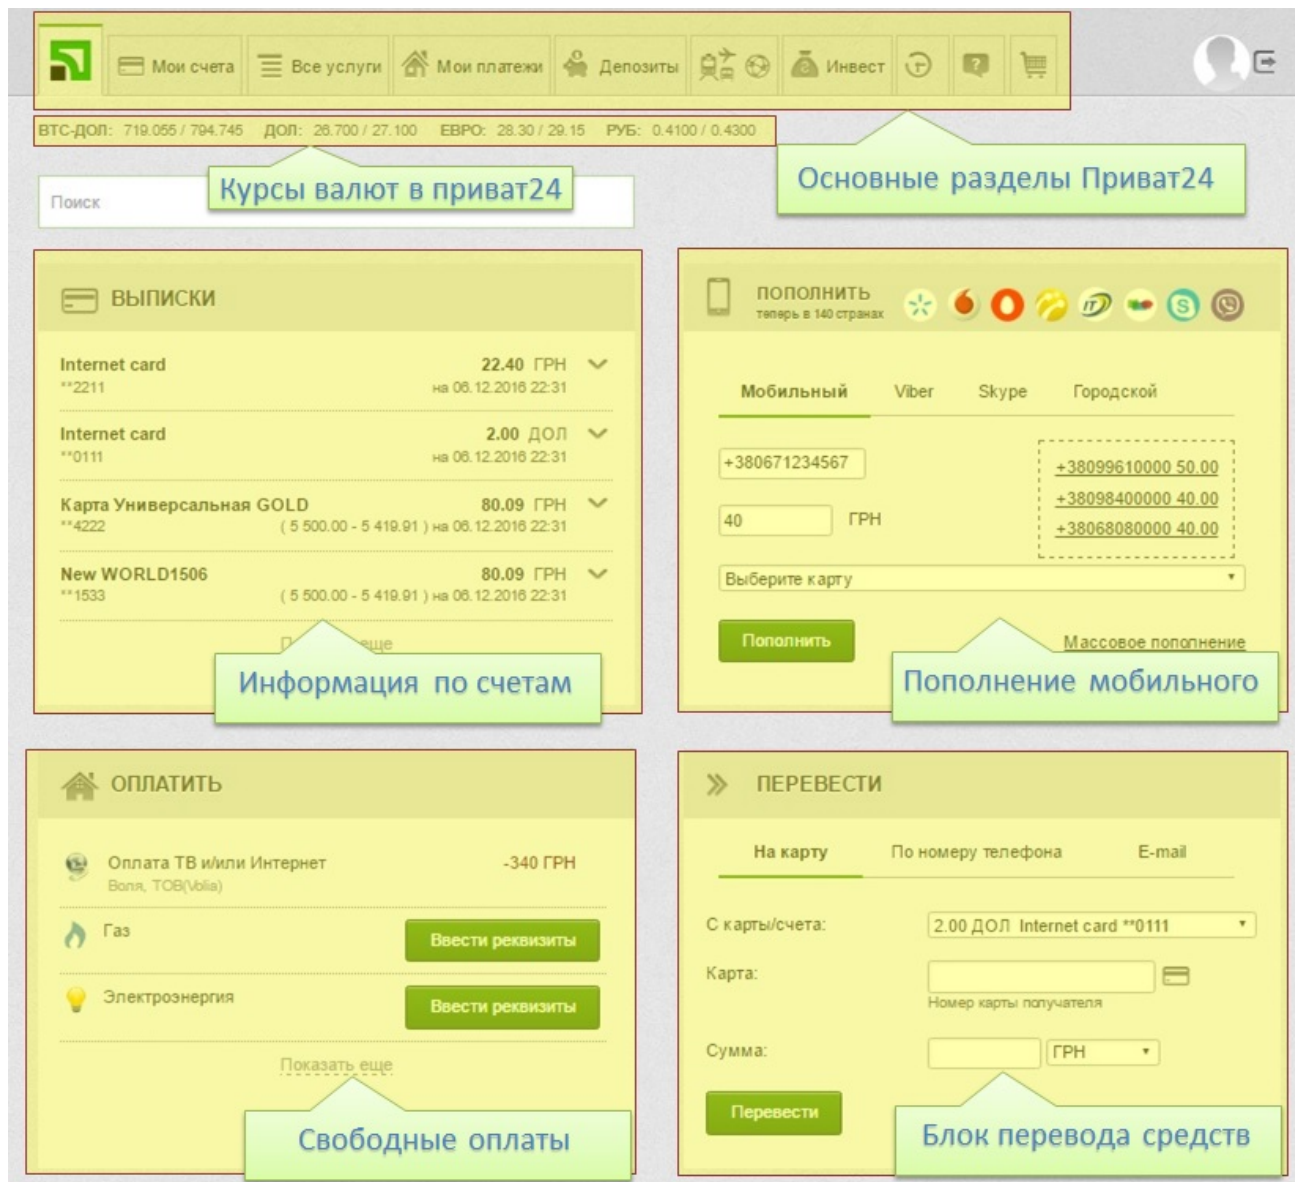 Мои счета Все услуги Мои платежи Депозиты Инвест
BTC-ДОЛ: 719.055 / 794.745 ДОЛ: 26.700 / 27.100 ЕВРО: 28.30 / 29.15 РУБ: 0.4100 / 0.4300
Курсы валют в приват24
Основные разделы Приват24
Поиск
ВЫПИСКИ
Internet card 22.40 ГРН
**2211 на 06.12.2016 22:31
Internet card 2.00 ДОЛ
**0111 на 06.12.2016 22:31
Карта Универсальная GOLD 80.09 ГРН
**4222 ( 5 500.00 - 5 419.91 ) на 06.12.2016 22:31
New WORLD1506 80.09 ГРН
**1533 ( 5 500.00 - 5 419.91 ) на 06.12.2016 22:31
еще
Информация по счетам
ПОПОЛНИТЬ
теперь в 140 странах
Мобильный Viber Skype Городской
+380671234567
+38099610000 50.00
+38098400000 40.00
+38068080000 40.00
40 ГРН
Выберите карту
Пополнить
Массовое пополнение
Пополнение мобильного
ОПЛАТИТЬ
Оплата ТВ и/или Интернет -340 ГРН
Воля, ТОВ(Volia)
Газ Ввести реквизиты
Электроэнергия Ввести реквизиты
Показать еще
Свободные оплаты
ПЕРЕВЕСТИ
На карту По номеру телефона E-mail
С карты/счета: 2.00 ДОЛ Internet card **0111
Карта:
Номер карты получателя
Сумма: ГРН
Перевести
Блок перевода средств